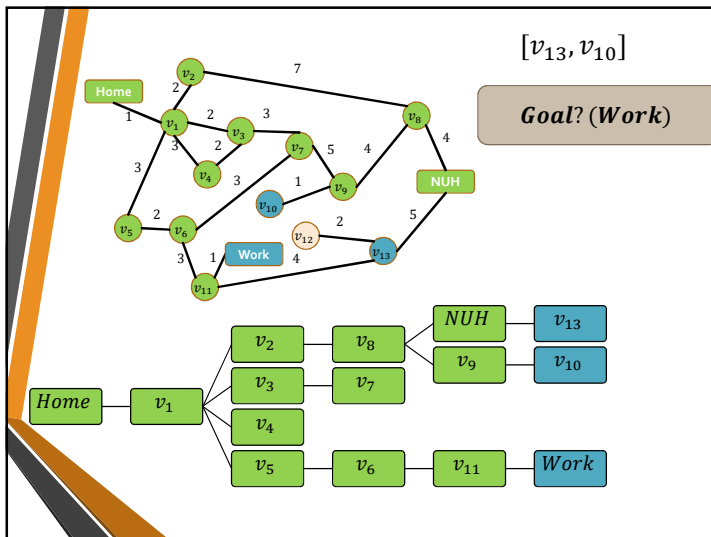 [v₁₃, v₁₀]
Goal? (Work)
7
v₂
Home
2
1
v₁
2
v₃
3
v₈
4
3
2
v₄
v₇
5
4
NUH
3
3
v₉
1
v₁₀
5
v₅
2
v₆
v₁₂
2
v₁₃
3
1
Work
4
v₁₁
NUH
v₁₃
v₂
v₈
v₉
v₁₀
v₃
v₇
Home
v₁
v₄
v₅
v₆
v₁₁
Work